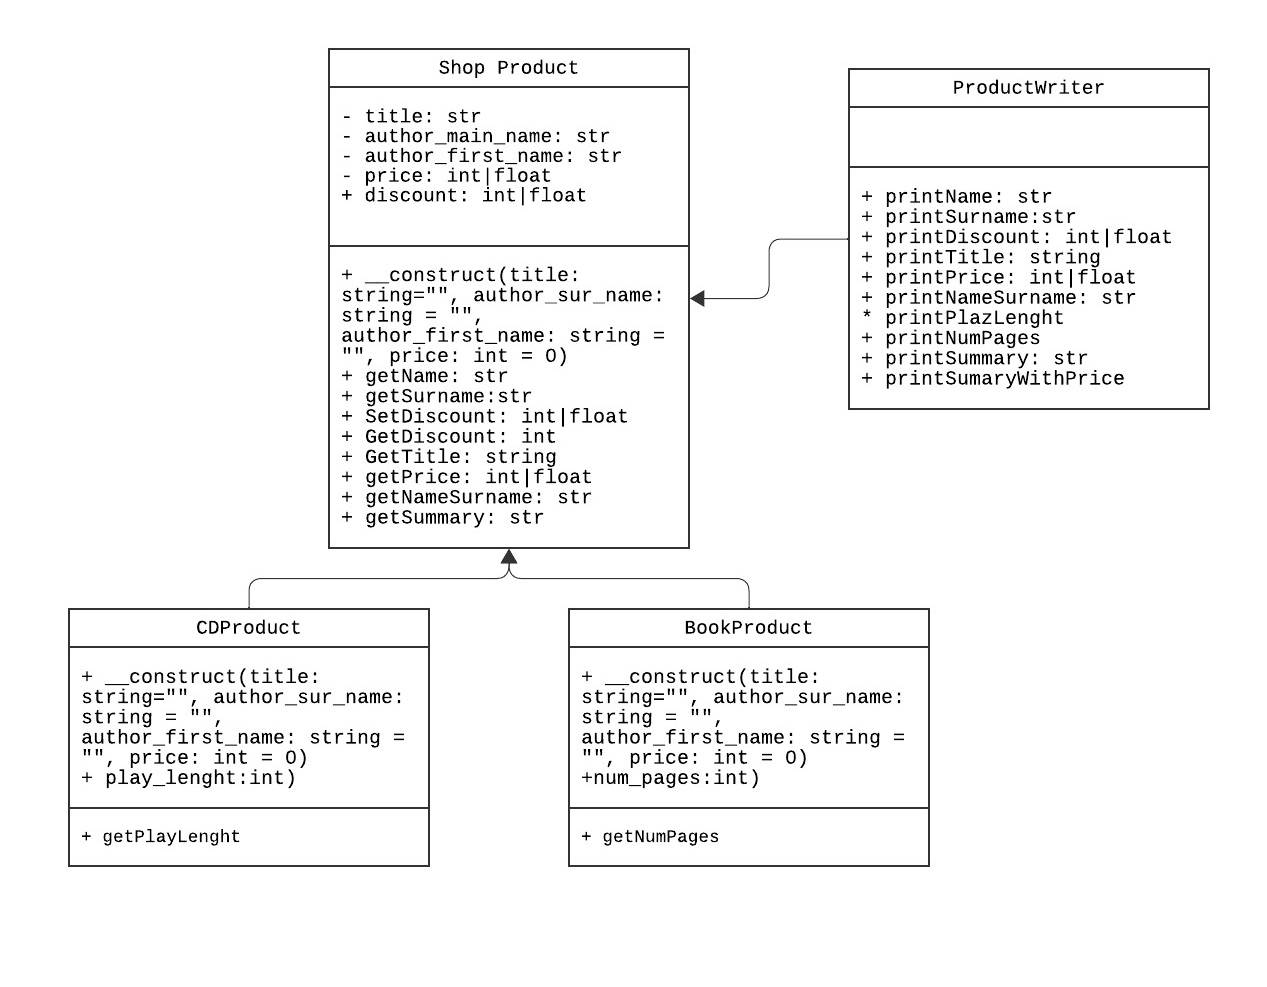 Shop Product
- title: str
- author_main_name: str
- author_first_name: str
- price: int|float
+ discount: int|float
+ __construct(title:
string="", author_sur_name:
string = "",
author_first_name: string =
"", price: int = 0)
+ getName: str
+ getSurname:str
+ SetDiscount: int|float
+ GetDiscount: int
+ GetTitle: string
+ getPrice: int|float
+ getNameSurname: str
+ getSummary: str
ProductWriter
+ printName: str
+ printSurname:str
+ printDiscount: int|float
+ printTitle: string
+ printPrice: int|float
+ printNameSurname: str
* printPlazLenght
+ printNumPages
+ printSummary: str
+ printSumaryWithPrice
CDProduct
+ __construct(title:
string="", author_sur_name:
string = "",
author_first_name: string =
"", price: int = 0)
+ play_lenght:int)
+ getPlayLenght
BookProduct
+ __construct(title:
string="", author_sur_name:
string = "",
author_first_name: string =
"", price: int = 0)
+num_pages:int)
+ getNumPages